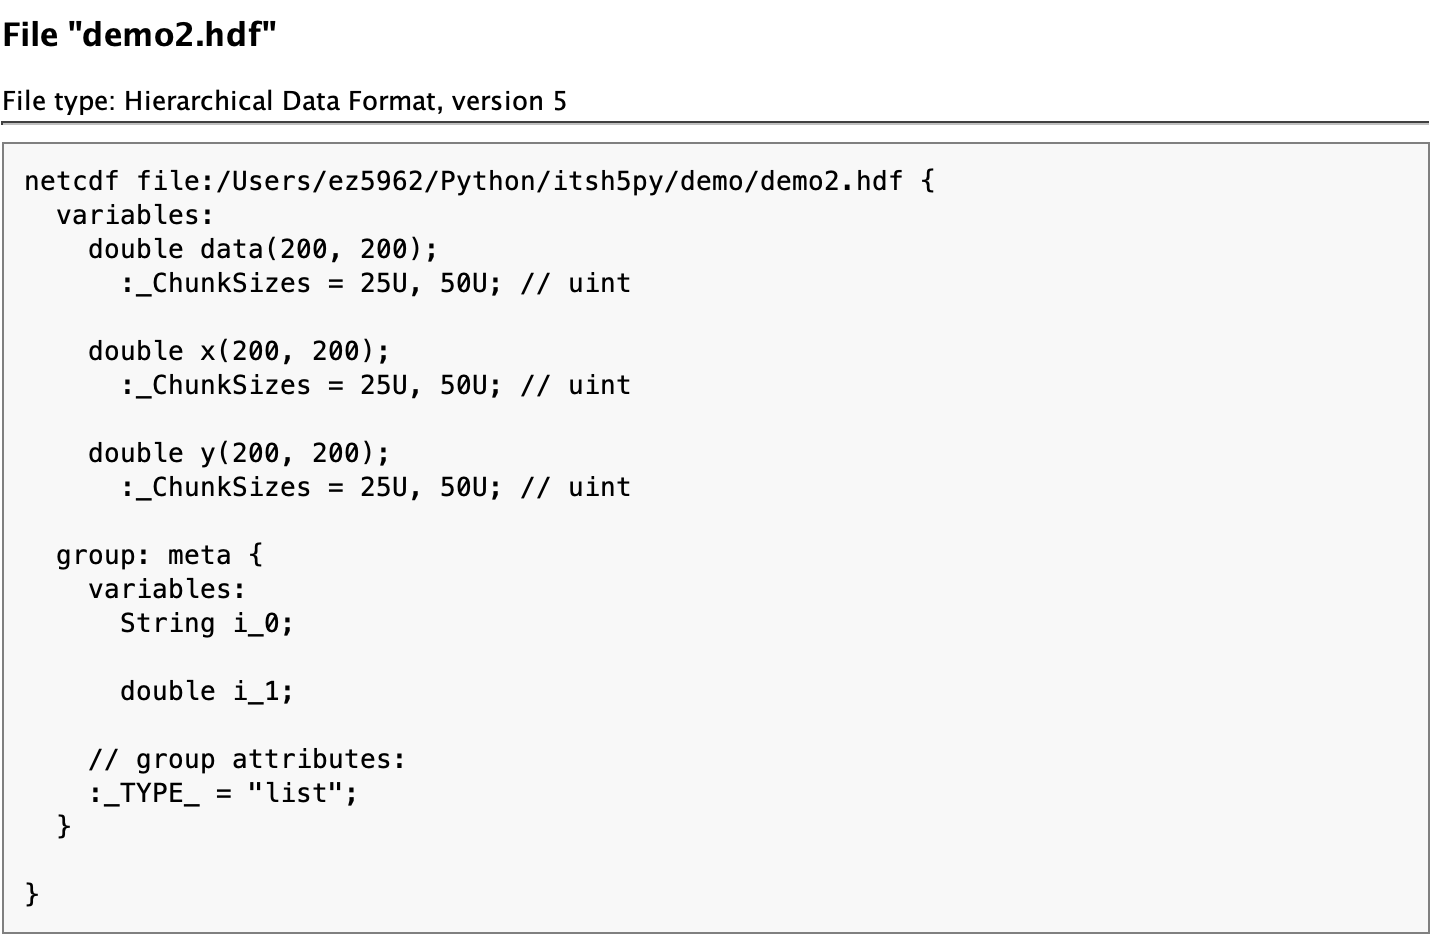 File "demo2.hdf"
File type: Hierarchical Data Format, version 5
netcdf file:/Users/ez5962/Python/itsh5py/demo/demo2.hdf {
variables:
double data(200, 200);
:_ChunkSizes = 25U, 50U; // uint
double x(200, 200);
:_ChunkSizes = 25U, 50U; // uint
double y(200, 200);
:_ChunkSizes = 25U, 50U; // uint
group: meta {
variables:
String i_0;
double i_1;
// group attributes:
:_TYPE_ = "list";
}
}